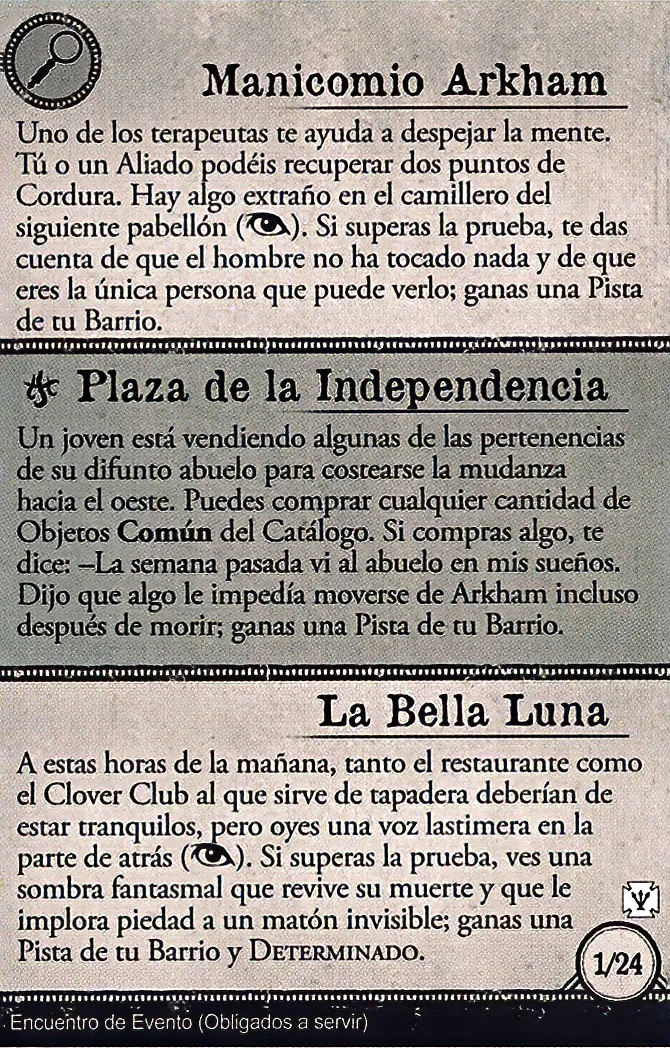 Manicomio Arkham
Uno de los terapeutas te ayuda a despejar la mente.
Tú o un Aliado podéis recuperar dos puntos de
Cordura. Hay algo extraño en el camillero del
siguiente pabellón (). Si superas la prueba, te das
cuenta de que el hombre no ha tocado nada y de que
eres la única persona que puede verlo; ganas una Pista
de tu Barrio.
Plaza de la Independencia
Un joven está vendiendo algunas de las pertenencias
de su difunto abuelo para costearse la mudanza
hacia el oeste. Puedes comprar cualquier cantidad de
Objetos Común del Catálogo. Si compras algo, te
dice: –La semana pasada vi al abuelo en mis sueños.
Dijo que algo le impedía moverse de Arkham incluso
después de morir; ganas una Pista de tu Barrio.
La Bella Luna
A estas horas de la mañana, tanto el restaurante como
el Clover Club al que sirve de tapadera deberían de
estar tranquilos, pero oyes una voz lastimera en la
parte de atrás (). Si superas la prueba, ves una
sombra fantasmal que revive su muerte y que le
implora piedad a un matón invisible; ganas una
Pista de tu Barrio y DETERMINADO.
1/24
Encuentro de Evento (Obligados a servir)